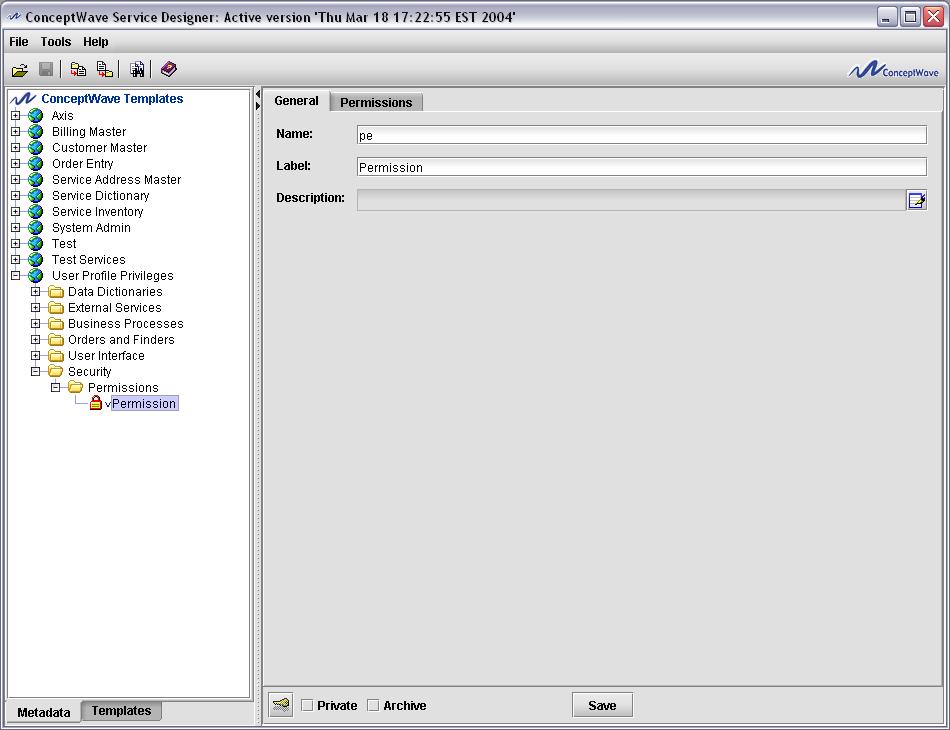 ConceptWave Service Designer: Active version 'Thu Mar 18 17:22:55 EST 2004'
File Tools Help
ConceptWave
ConceptWave Templates
Axis
Billing Master
Customer Master
Order Entry
Service Address Master
Service Dictionary
Service Inventory
System Admin
Test
Test Services
User Profile Privileges
Data Dictionaries
External Services
Business Processes
Orders and Finders
User Interface
Security
Permissions
Permission
Metadata Templates
General Permissions
Name: pe
Label: Permission
Description:
Private Archive Save